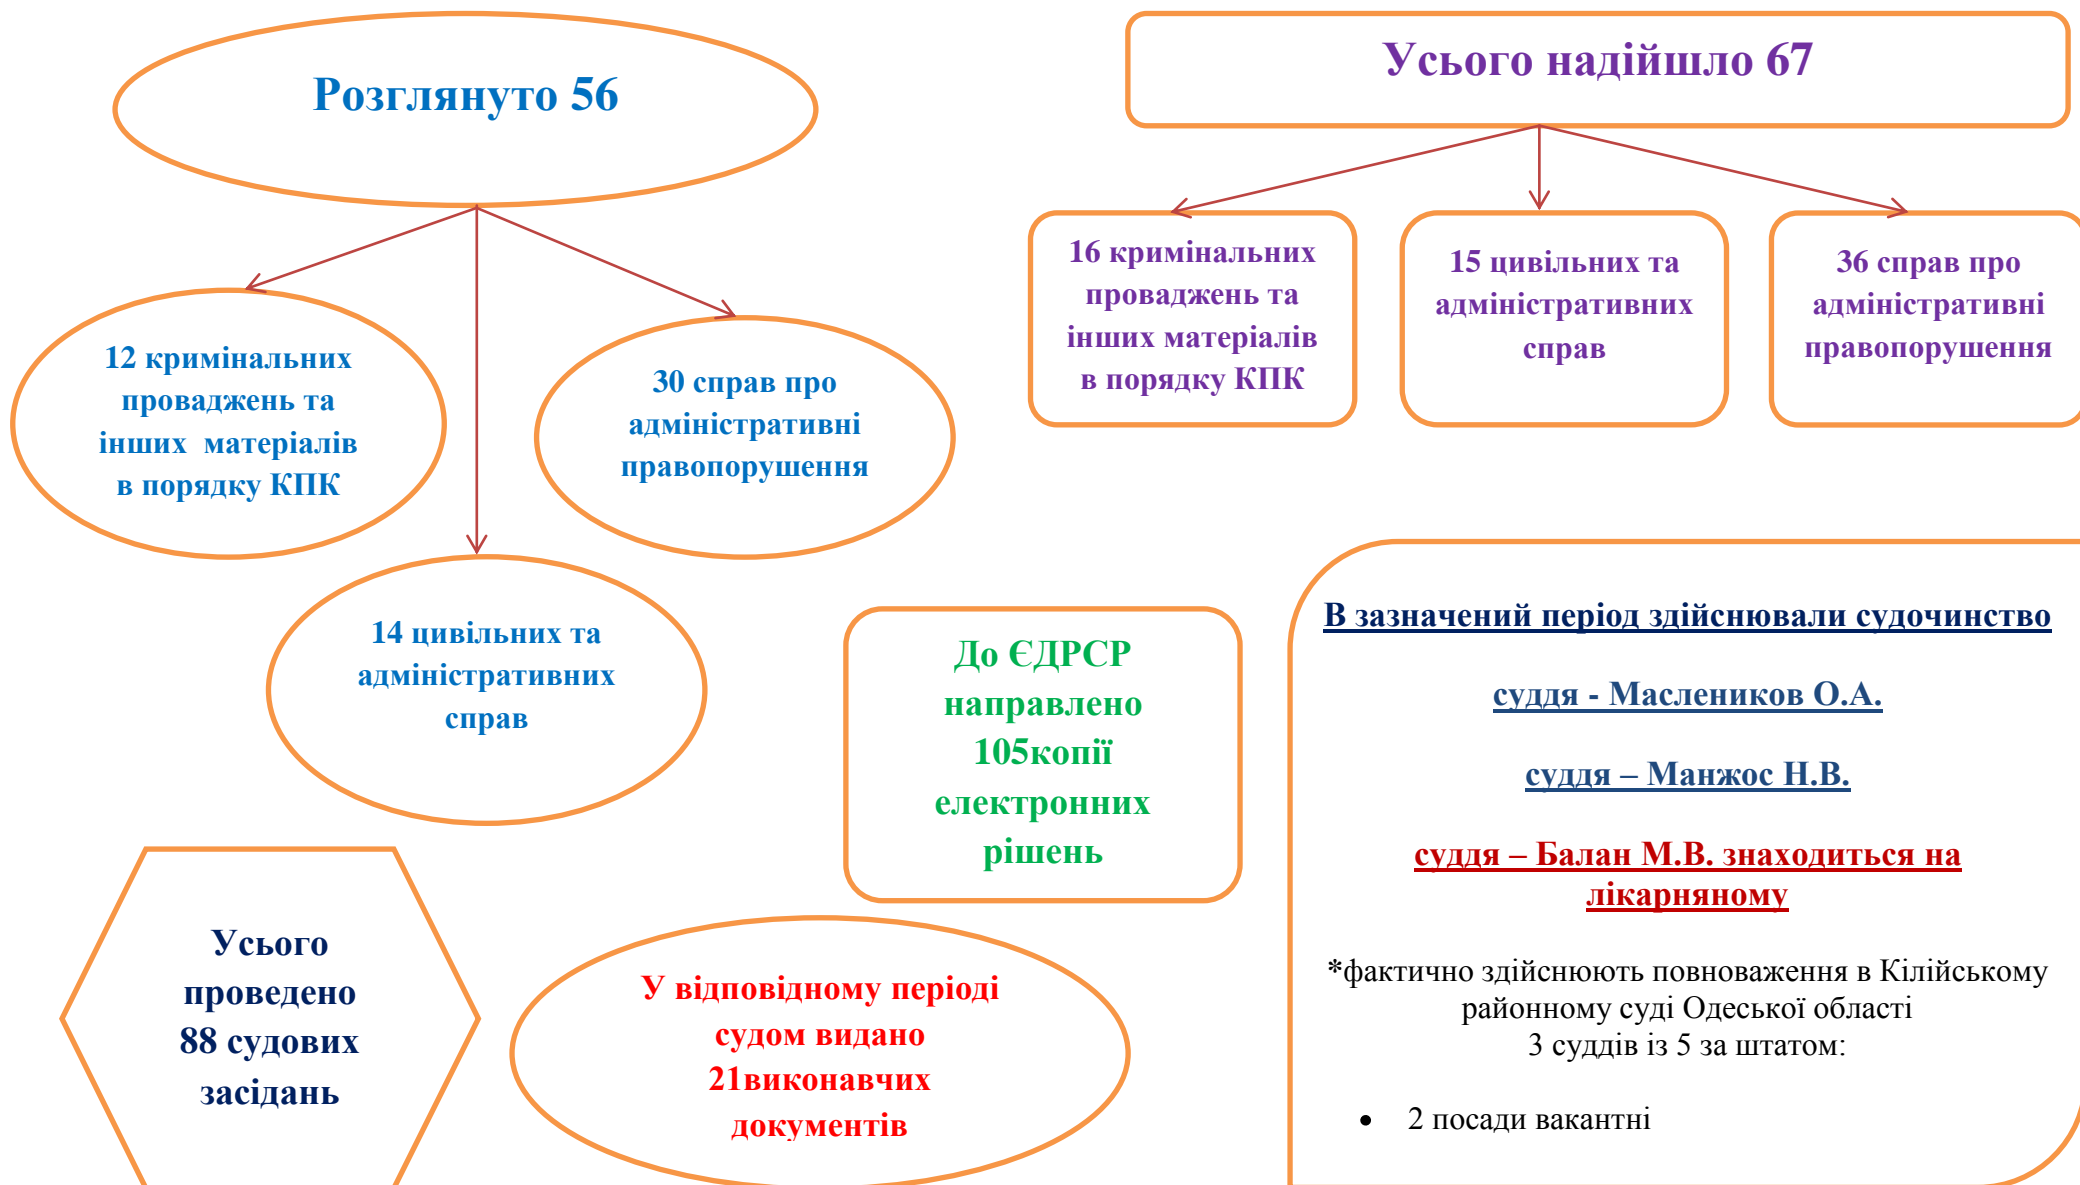 Розглянуто 56
12 кримінальних
проваджень та
інших матеріалів
в порядку КПК
30 справ про
адміністративні
правопорушення
14 цивільних та
адміністративних
справ
Усього надійшло 67
16 кримінальних
проваджень та
інших матеріалів
в порядку КПК
15 цивільних та
адміністративних
справ
36 справ про
адміністративні
правопорушення
До ЄДРСР
направлено
105копії
електронних
рішень
Усього
проведено
88 судових
засідань
У відповідному періоді
судом видано
21виконавчих
документів
В зазначений період здійснювали судочинство
суддя - Маслеников О.А.
суддя – Манжос Н.В.
суддя – Балан М.В. знаходиться на
лікарняному
*фактично здійснюють повноваження в Кілійському
районному суді Одеської області
3 суддів із 5 за штатом:
• 2 посади вакантні